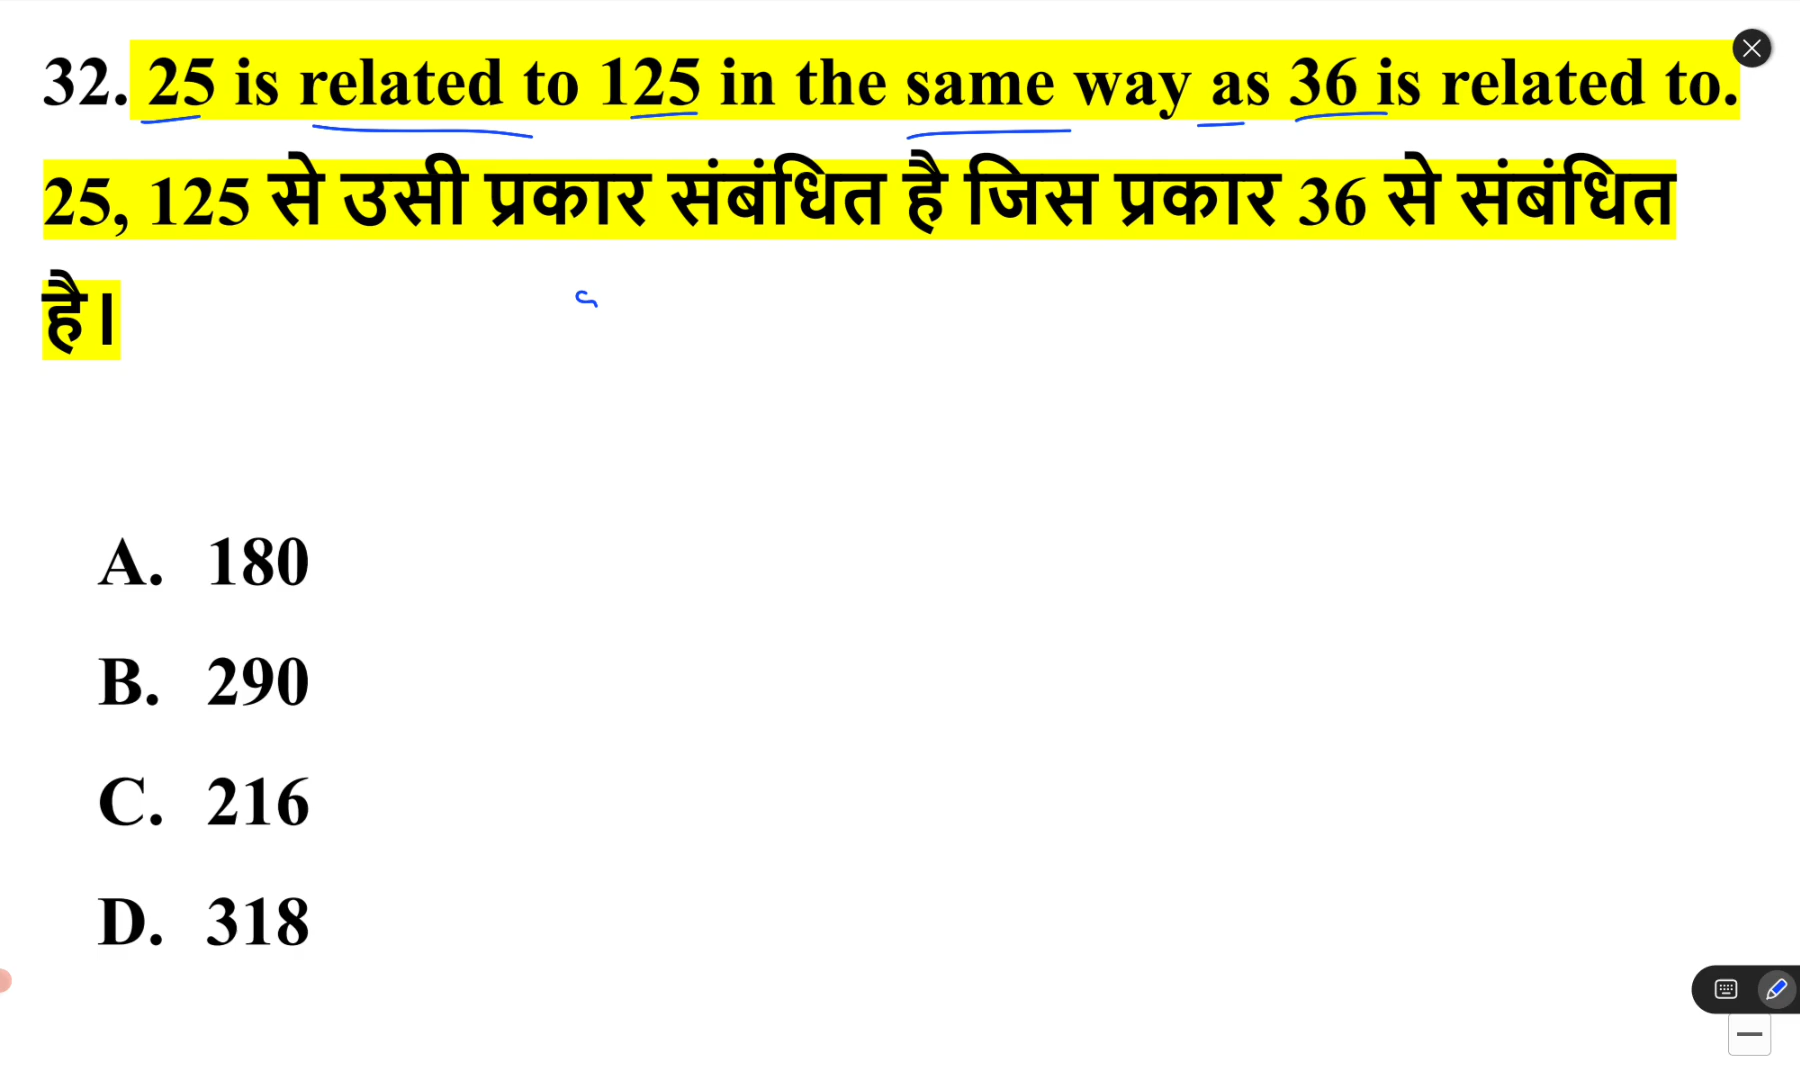 32. 25 is related to 125 in the same way as 36 is related to.
25, 125 से उसी प्रकार संबंधित है जिस प्रकार 36 से संबंधित
है।
A. 180
B. 290
C. 216
D. 318